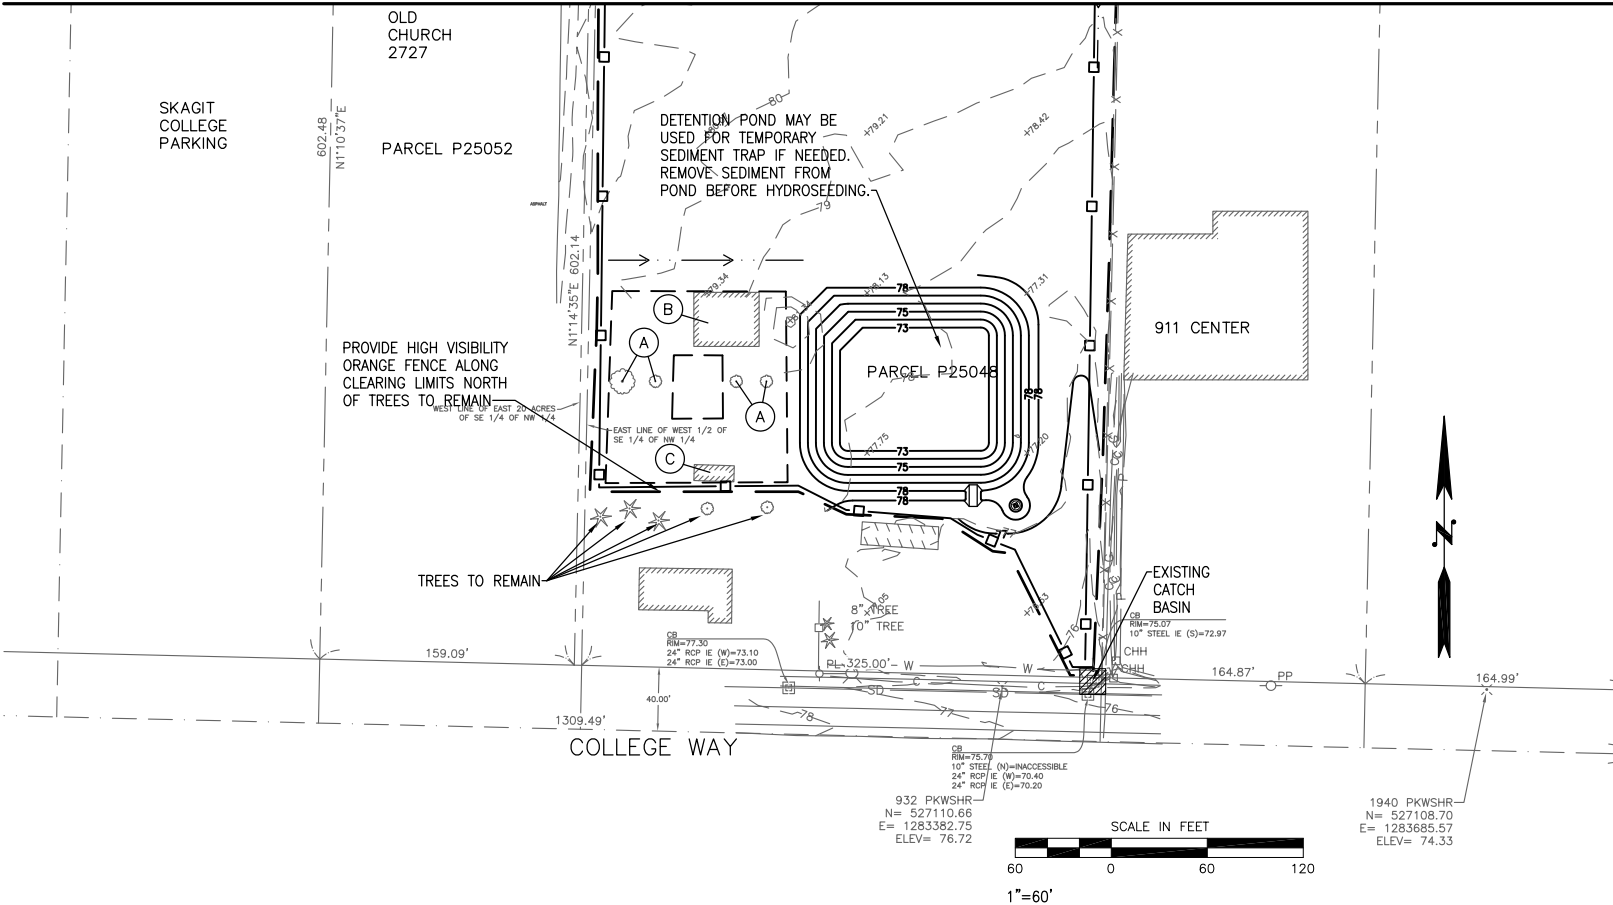 OLD
CHURCH
2727
SKAGIT
COLLEGE
PARKING
602.48
N1°10'37"E
PARCEL P25052
ASPHALT
N1°14'35"E 602.14
80
DETENTION POND MAY BE
USED FOR TEMPORARY
SEDIMENT TRAP IF NEEDED.
REMOVE SEDIMENT FROM
POND BEFORE HYDROSEEDING.
+79.21
+78.42
79
+79.34
+78.13
+77.31
78
75
73
B
A
A
C
PARCEL P25048
78
78
911 CENTER
PROVIDE HIGH VISIBILITY
ORANGE FENCE ALONG
CLEARING LIMITS NORTH
OF TREES TO REMAIN
WEST LINE OF EAST 20 ACRES
OF SE 1/4 OF NW 1/4
EAST LINE OF WEST 1/2 OF
SE 1/4 OF NW 1/4
+77.75
+77.20
73
75
78
78
77
N
TREES TO REMAIN
8" TREE
10" TREE
EXISTING
CATCH
BASIN
CB
RIM=75.07
10" STEEL IE (S)=72.97
CB
RIM=77.30
24" RCP IE (W)=73.10
24" RCP IE (E)=73.00
76
CHH
CHH
159.09'
PL-325.00'
W
W
164.87'
PP
164.99'
C
C
SD
SD
40.00'
1309.49'
78
77
76
COLLEGE WAY
CB
RIM=75.70
10" STEEL (N)=INACCESSIBLE
24" RCP IE (W)=70.40
24" RCP IE (E)=70.20
932 PKWSHR
N= 527110.66
E= 1283382.75
ELEV= 76.72
1940 PKWSHR
N= 527108.70
E= 1283685.57
ELEV= 74.33
SCALE IN FEET
60 0 60 120
1"=60'